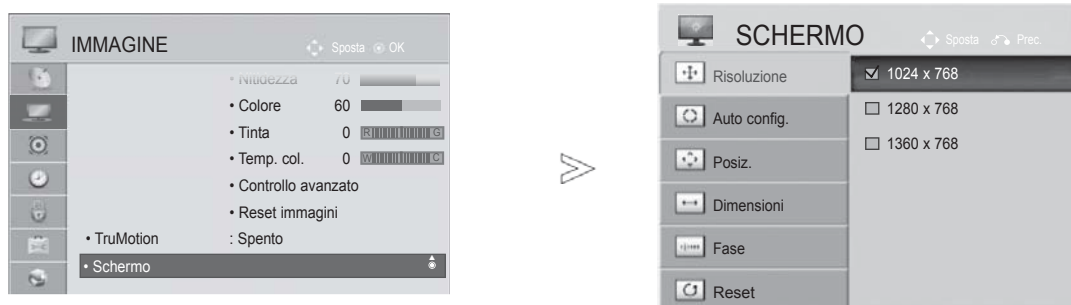 IMMAGINE
Sposta OK
• Nitidezza 70
• Colore 60
• Tinta 0 R G
• Temp. col. 0 W C
• Controllo avanzato
• Reset immagini
• TruMotion : Spento
• Schermo
SCHERMO
Sposta Prec.
Risoluzione
Auto config.
Posiz.
Dimensioni
Fase
Reset
1024 x 768
1280 x 768
1360 x 768